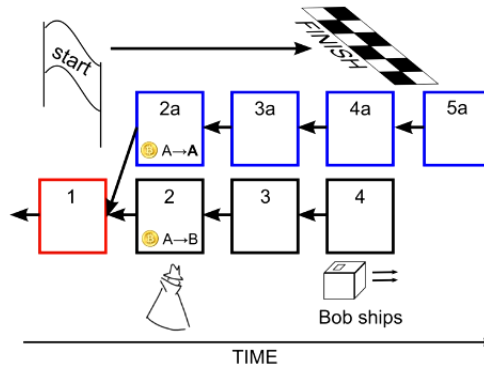 start
FINISH
2a
3a
4a
5a
A→A
1
2
3
4
A→B
Bob ships
TIME